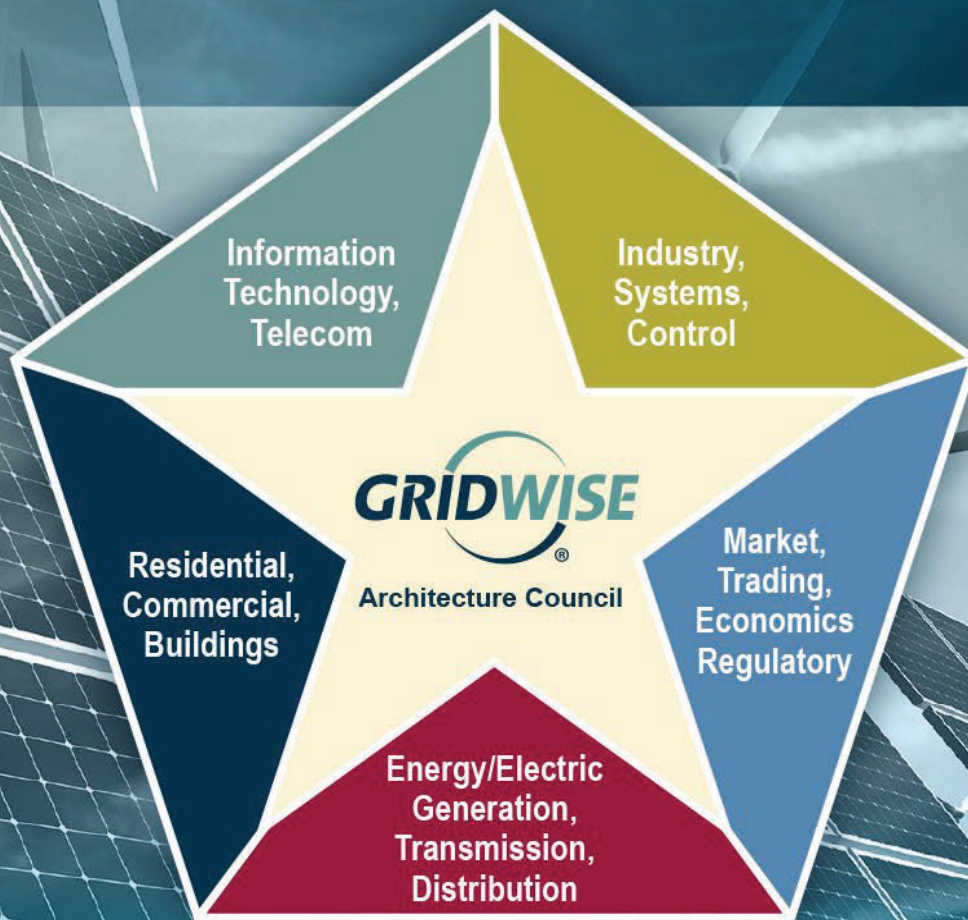 Information
Technology,
Telecom
Industry,
Systems,
Control
GRIDWISE
®
Architecture Council
Residential,
Commercial,
Buildings
Market,
Trading,
Economics
Regulatory
Energy/Electric
Generation,
Transmission,
Distribution